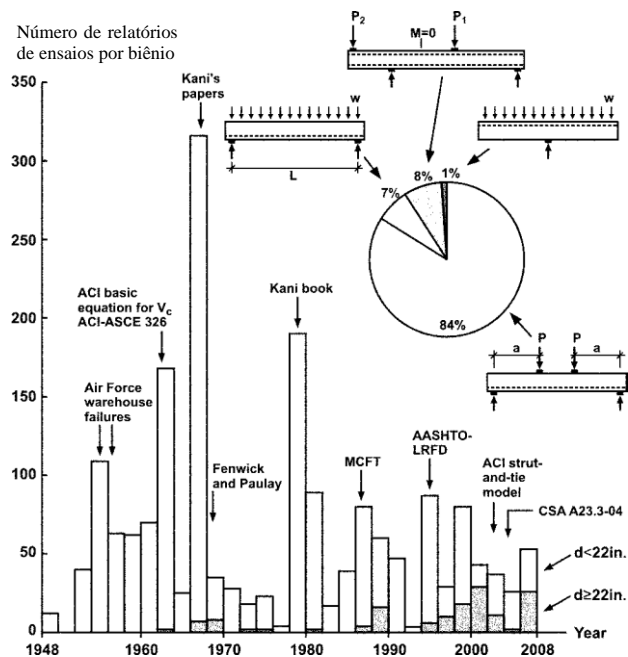 Número de relatórios
de ensaios por biênio
350
300
250
200
150
100
50
0
1948
1960
1970
1980
1990
2000
2008
Year
Kani's
papers
ACI basic
equation for Vc
ACI-ASCE 326
Air Force
warehouse
failures
Fenwick
and Paulay
Kani book
MCFT
AASHTO-
LRFD
ACI strut-
and-tie
model
CSA A23.3-04
d<22in.
d≥22in.
P2
M=0
P1
w
L
w
7%
8%
1%
84%
P
P
a
a